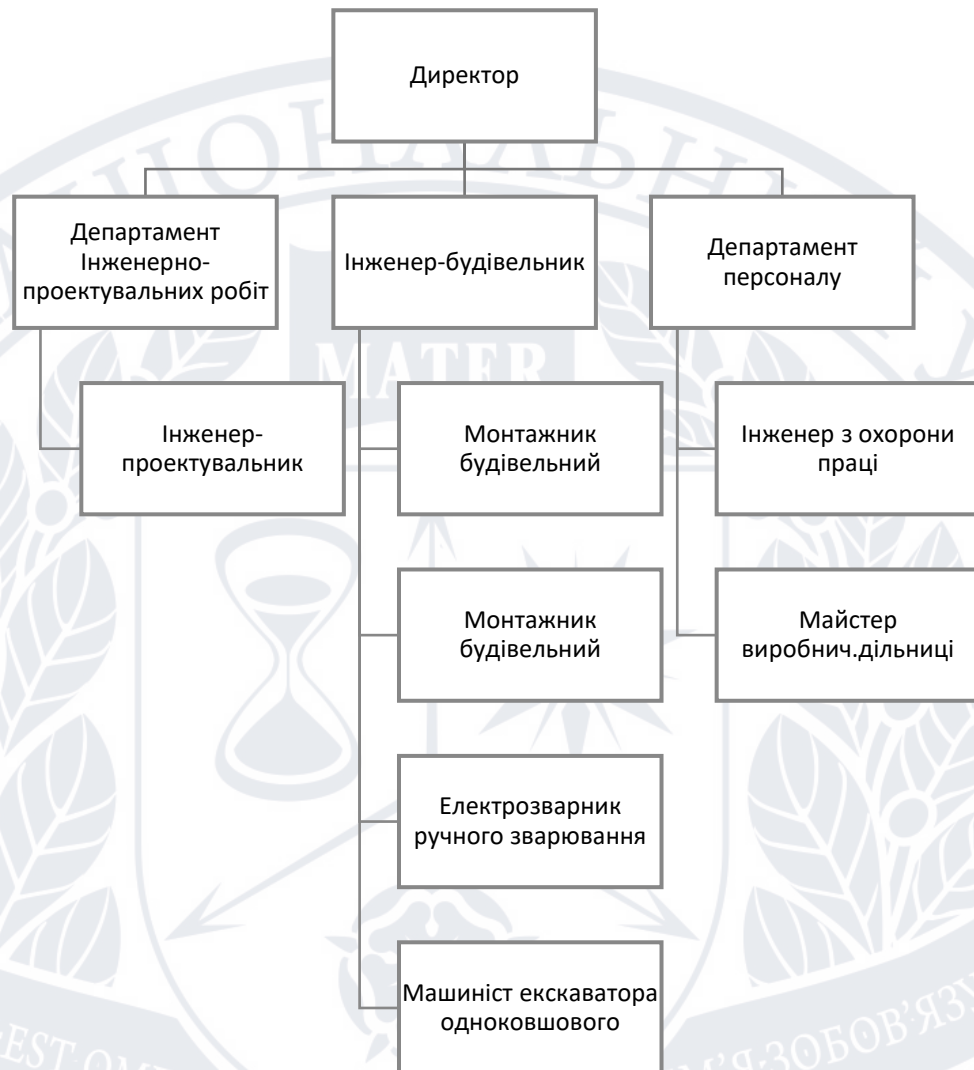 Директор
Департамент
Інженерно-
проектувальних робіт
Інженер-будівельник
Департамент
персоналу
Інженер-
проектувальник
Монтажник
будівельний
Інженер з охорони
праці
Монтажник
будівельний
Майстер
виробнич.дільниці
Електрозварник
ручного зварювання
Машиніст екскаватора
одноковшового
MATER